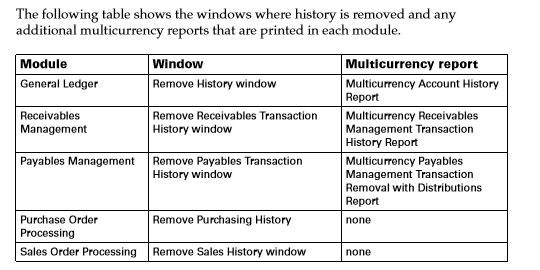 The following table shows the windows where history is removed and any
additional multicurrency reports that are printed in each module.
Module Window Multicurrency report
General Ledger Remove History window Multicurrency Account History
Report
Receivables Remove Receivables Transaction Multicurrency Receivables
Management History window Management Transaction
History Report
Payables Management Remove Payables Transaction Multicurrency Payables
History window Management Transaction
Removal with Distributions
Report
Purchase Order Remove Purchasing History none
Processing
Sales Order Processing Remove Sales History window none